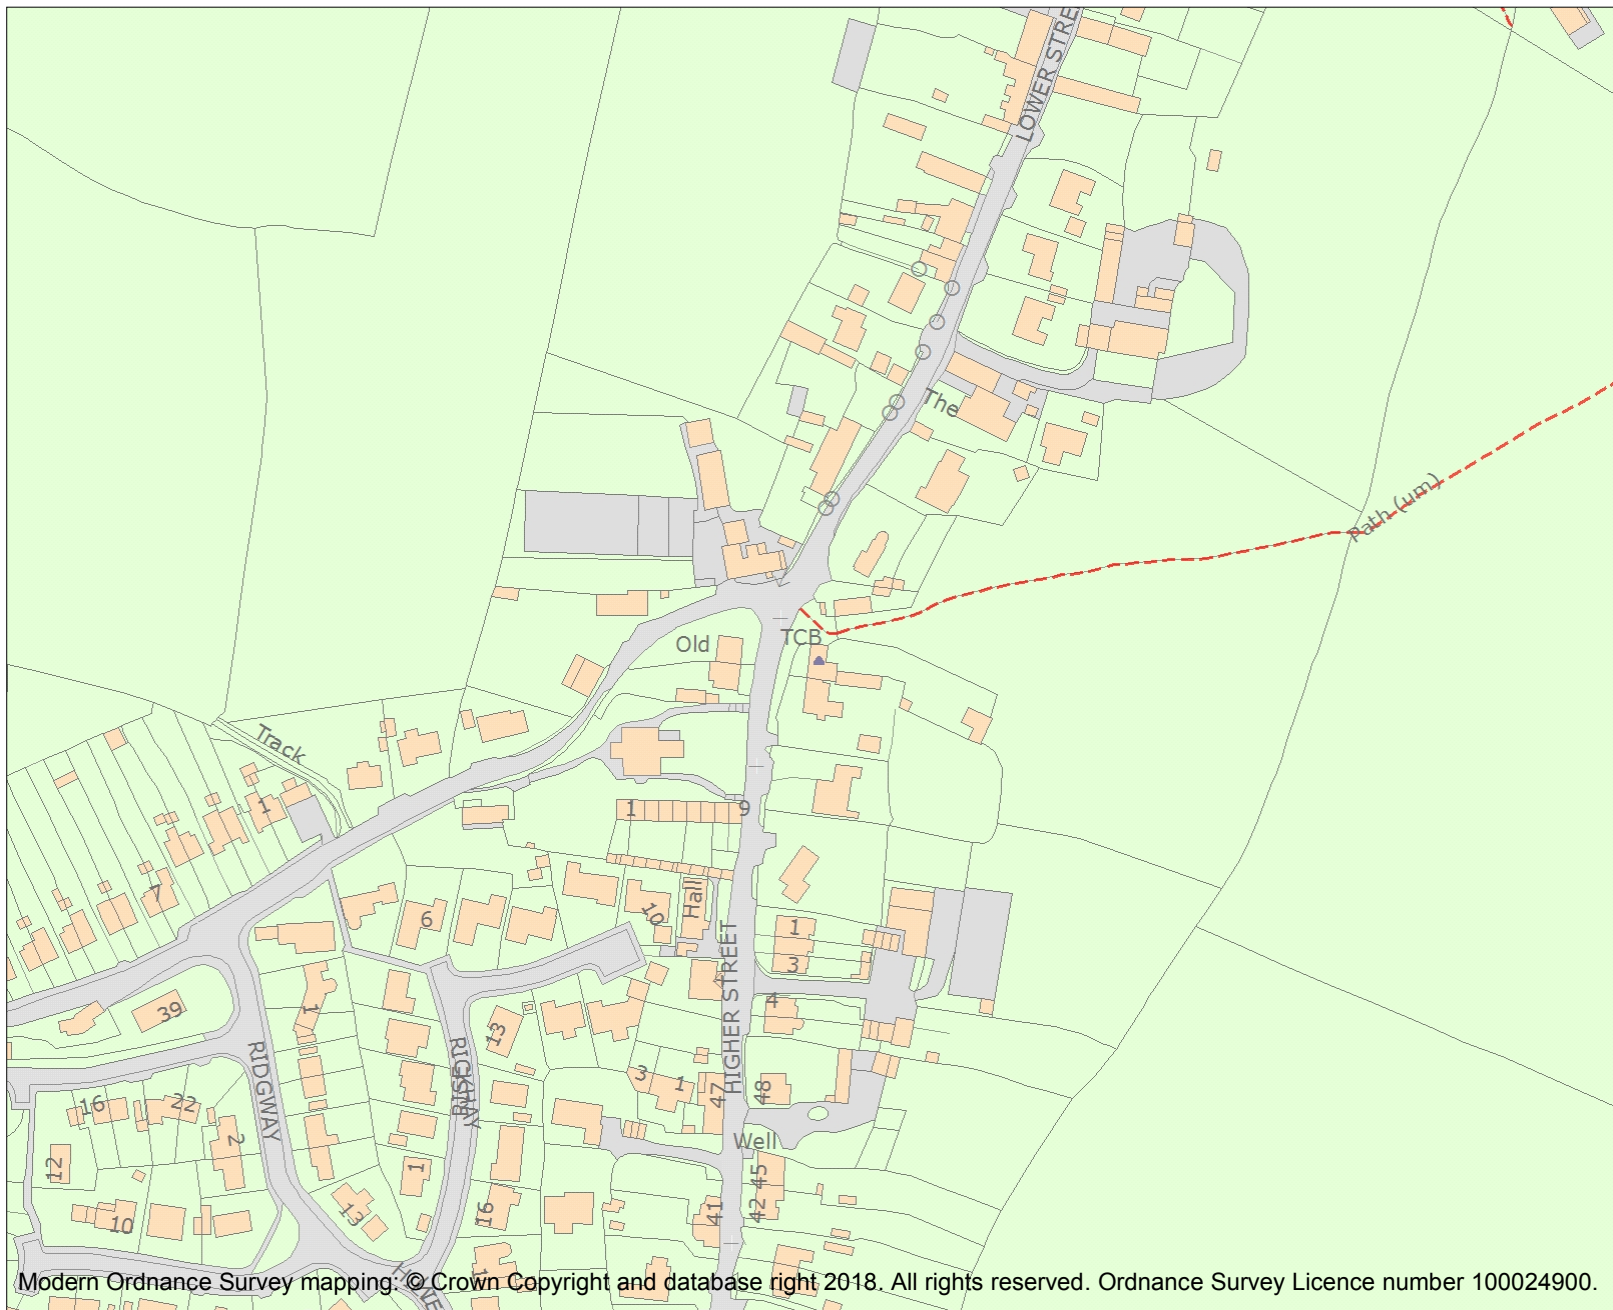 LOWER STRE
The
Path (um)
Old
TCB
Track
1
1
9
7
6
10
Hall
1
3
4
39
1
13
RIDGWAY
HIGHER STREET
3
1
47
48
16
22
2
12
Well
1
45
42
41
16
13
10
Modern Ordnance Survey mapping: © Crown Copyright and database right 2018. All rights reserved. Ordnance Survey Licence number 100024900.